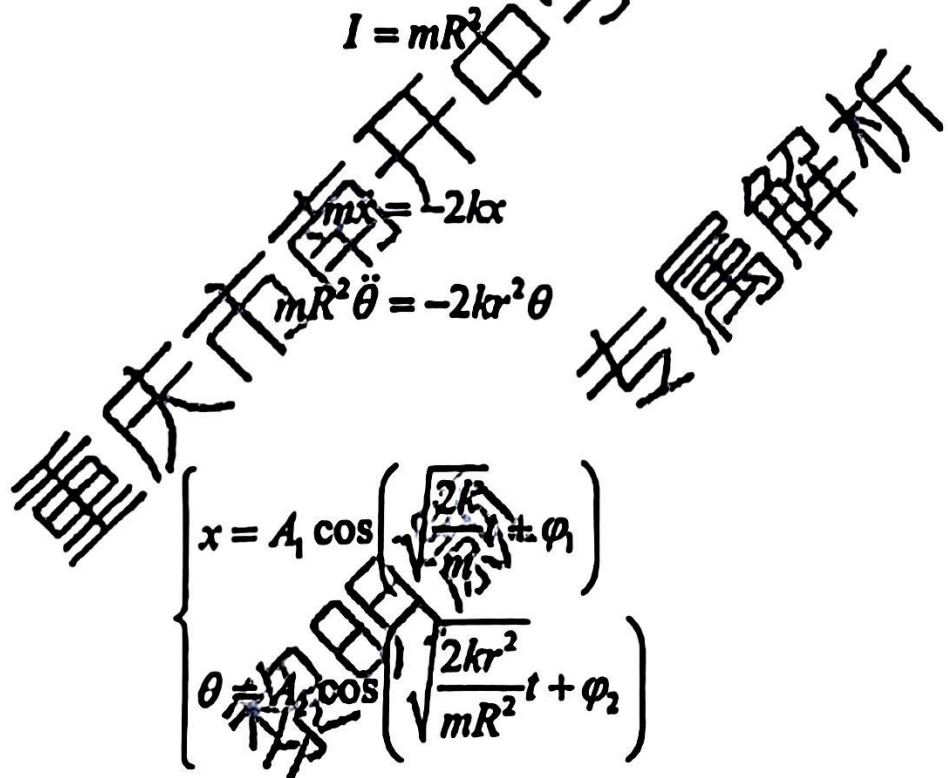 I = mR²
mẍ = -2kx
mR²θ̈ = -2kr²θ
x = A₁ cos(√(2k/m) t + φ₁)
θ = A₂ cos(√(2kr²/mR²) t + φ₂)
重庆市南开中学
专属解析